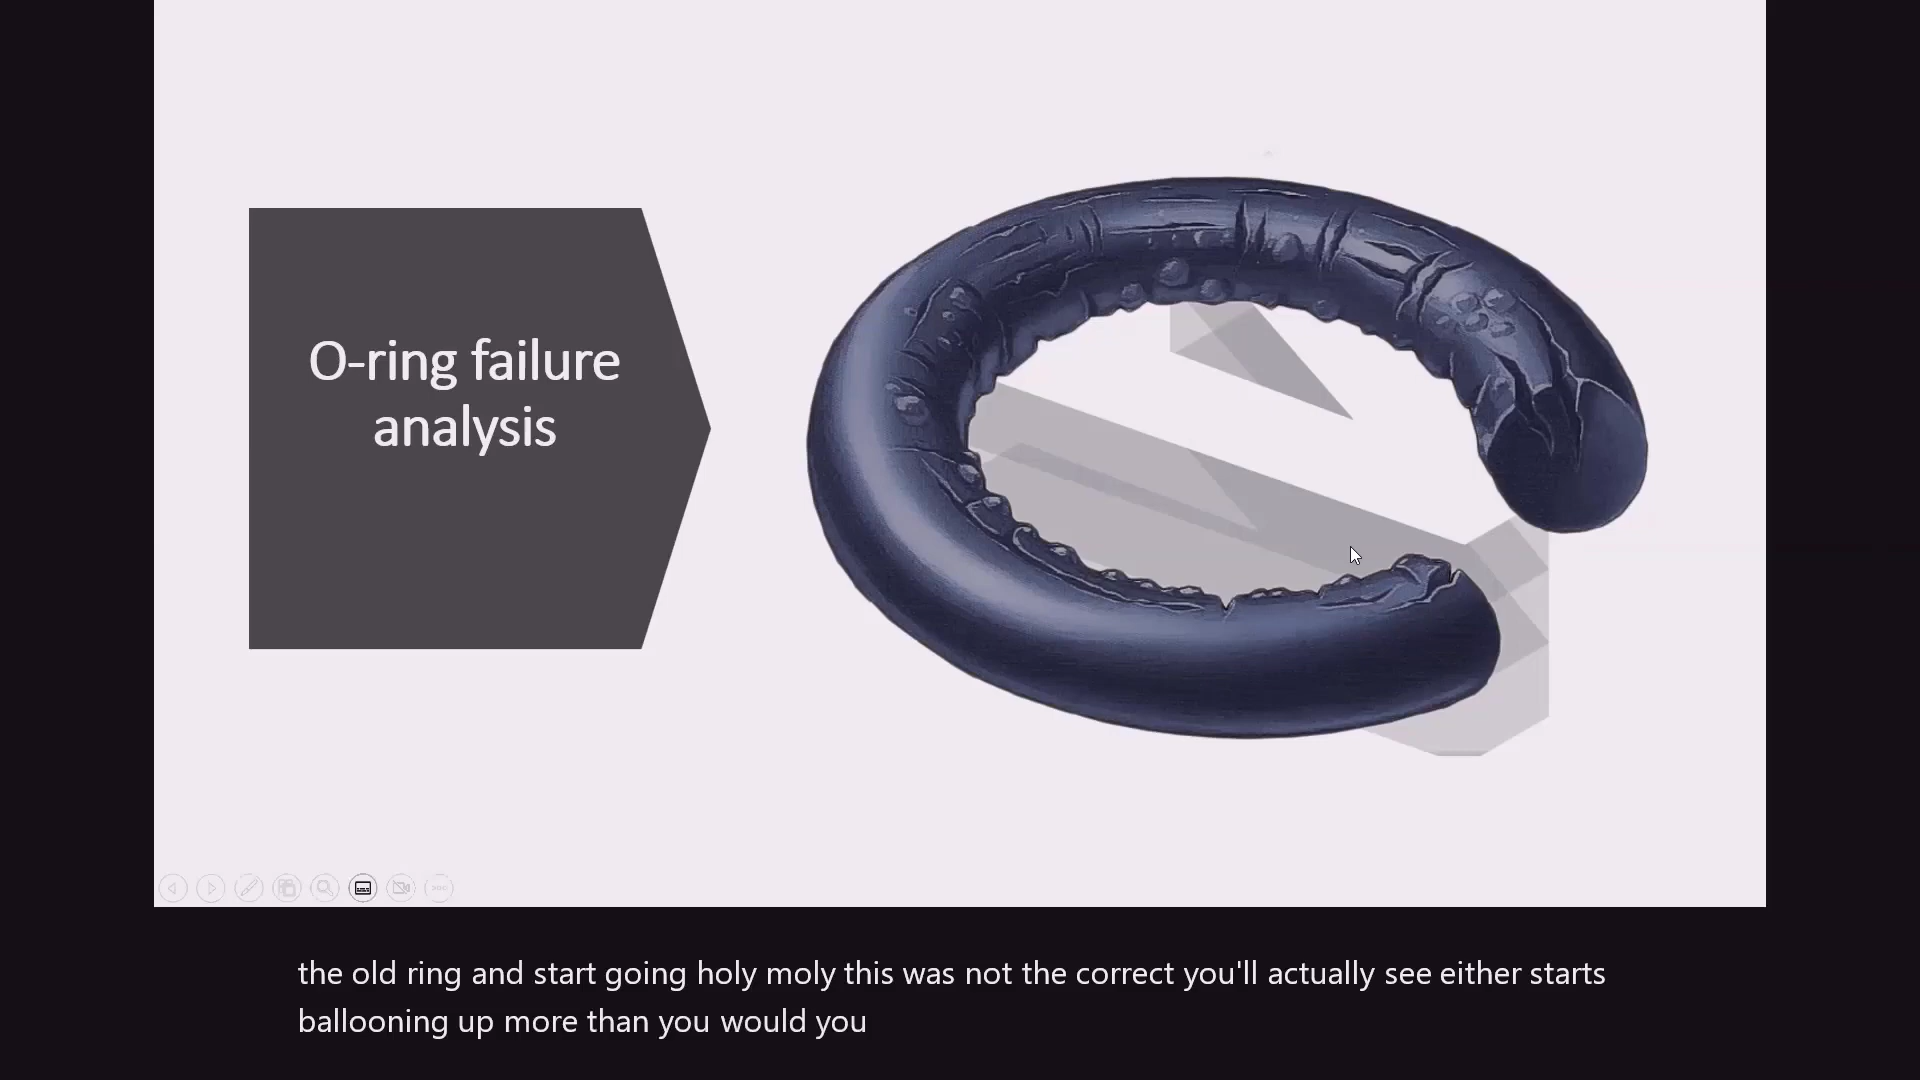 O-ring failure
analysis
the old ring and start going holy moly this was not the correct you'll actually see either starts
ballooning up more than you would you